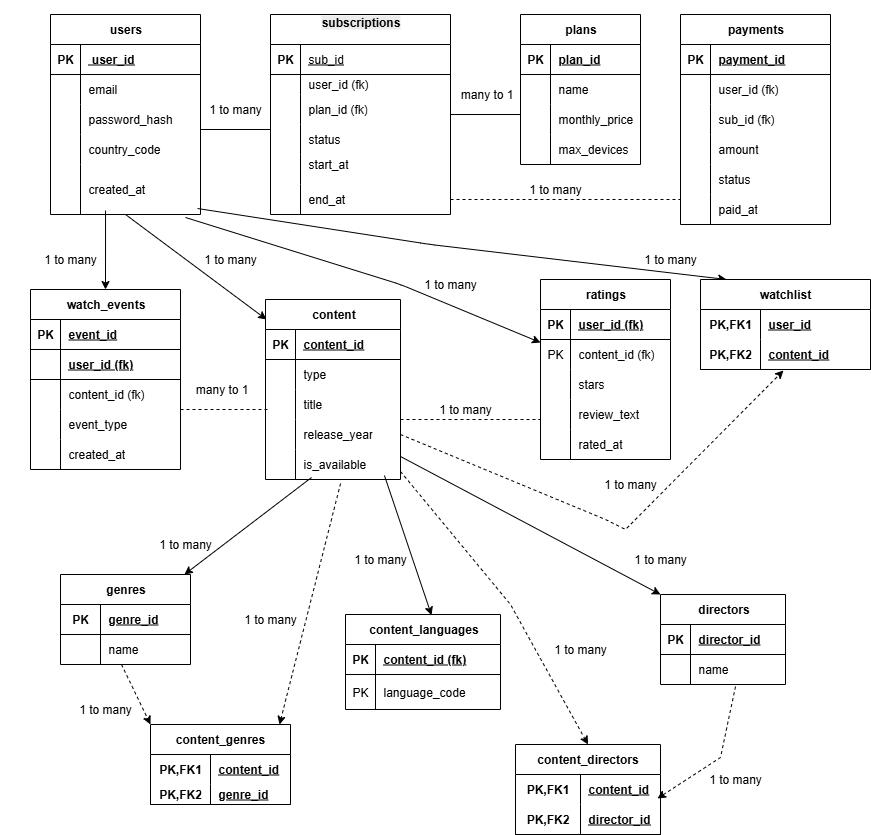 users
PK user_id
email
password_hash
country_code
created_at
1 to many
subscriptions
PK sub_id
user_id (fk)
plan_id (fk)
status
start_at
end_at
many to 1
plans
PK plan_id
name
monthly_price
max_devices
1 to many
payments
PK payment_id
user_id (fk)
sub_id (fk)
amount
status
paid_at
1 to many
1 to many
1 to many
1 to many
watch_events
PK event_id
user_id (fk)
content_id (fk)
event_type
created_at
many to 1
content
PK content_id
type
title
release_year
is_available
1 to many
ratings
PK user_id (fk)
PK content_id (fk)
stars
review_text
rated_at
watchlist
PK,FK1 user_id
PK,FK2 content_id
1 to many
1 to many
1 to many
1 to many
1 to many
1 to many
genres
PK genre_id
name
1 to many
content_languages
PK content_id (fk)
PK language_code
directors
PK director_id
name
1 to many
content_genres
PK,FK1 content_id
PK,FK2 genre_id
content_directors
PK,FK1 content_id
PK,FK2 director_id